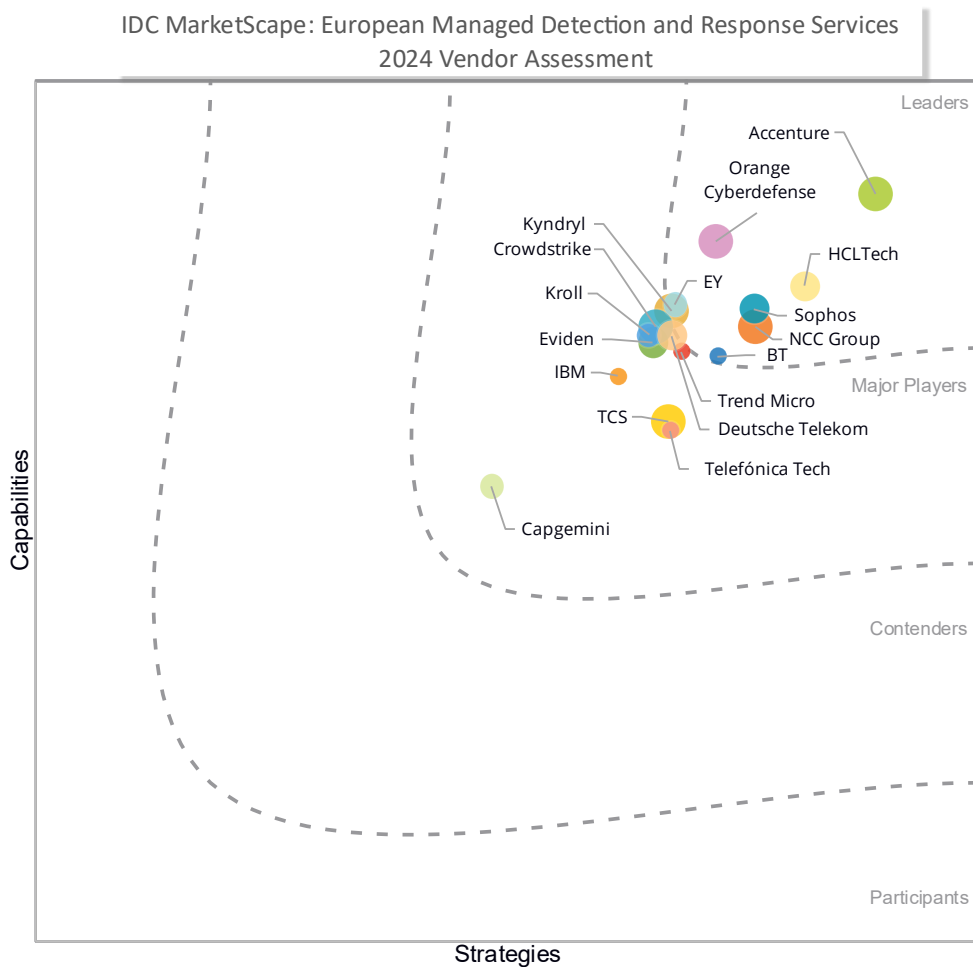 IDC MarketScape: European Managed Detection and Response Services
2024 Vendor Assessment
Leaders
Accenture
Orange
Cyberdefense
Kyndryl
Crowdstrike
HCLTech
EY
Kroll
Sophos
Eviden
NCC Group
BT
IBM
Major Players
Trend Micro
TCS
Deutsche Telekom
Telefónica Tech
Capgemini
Capabilities
Contenders
Participants
Strategies